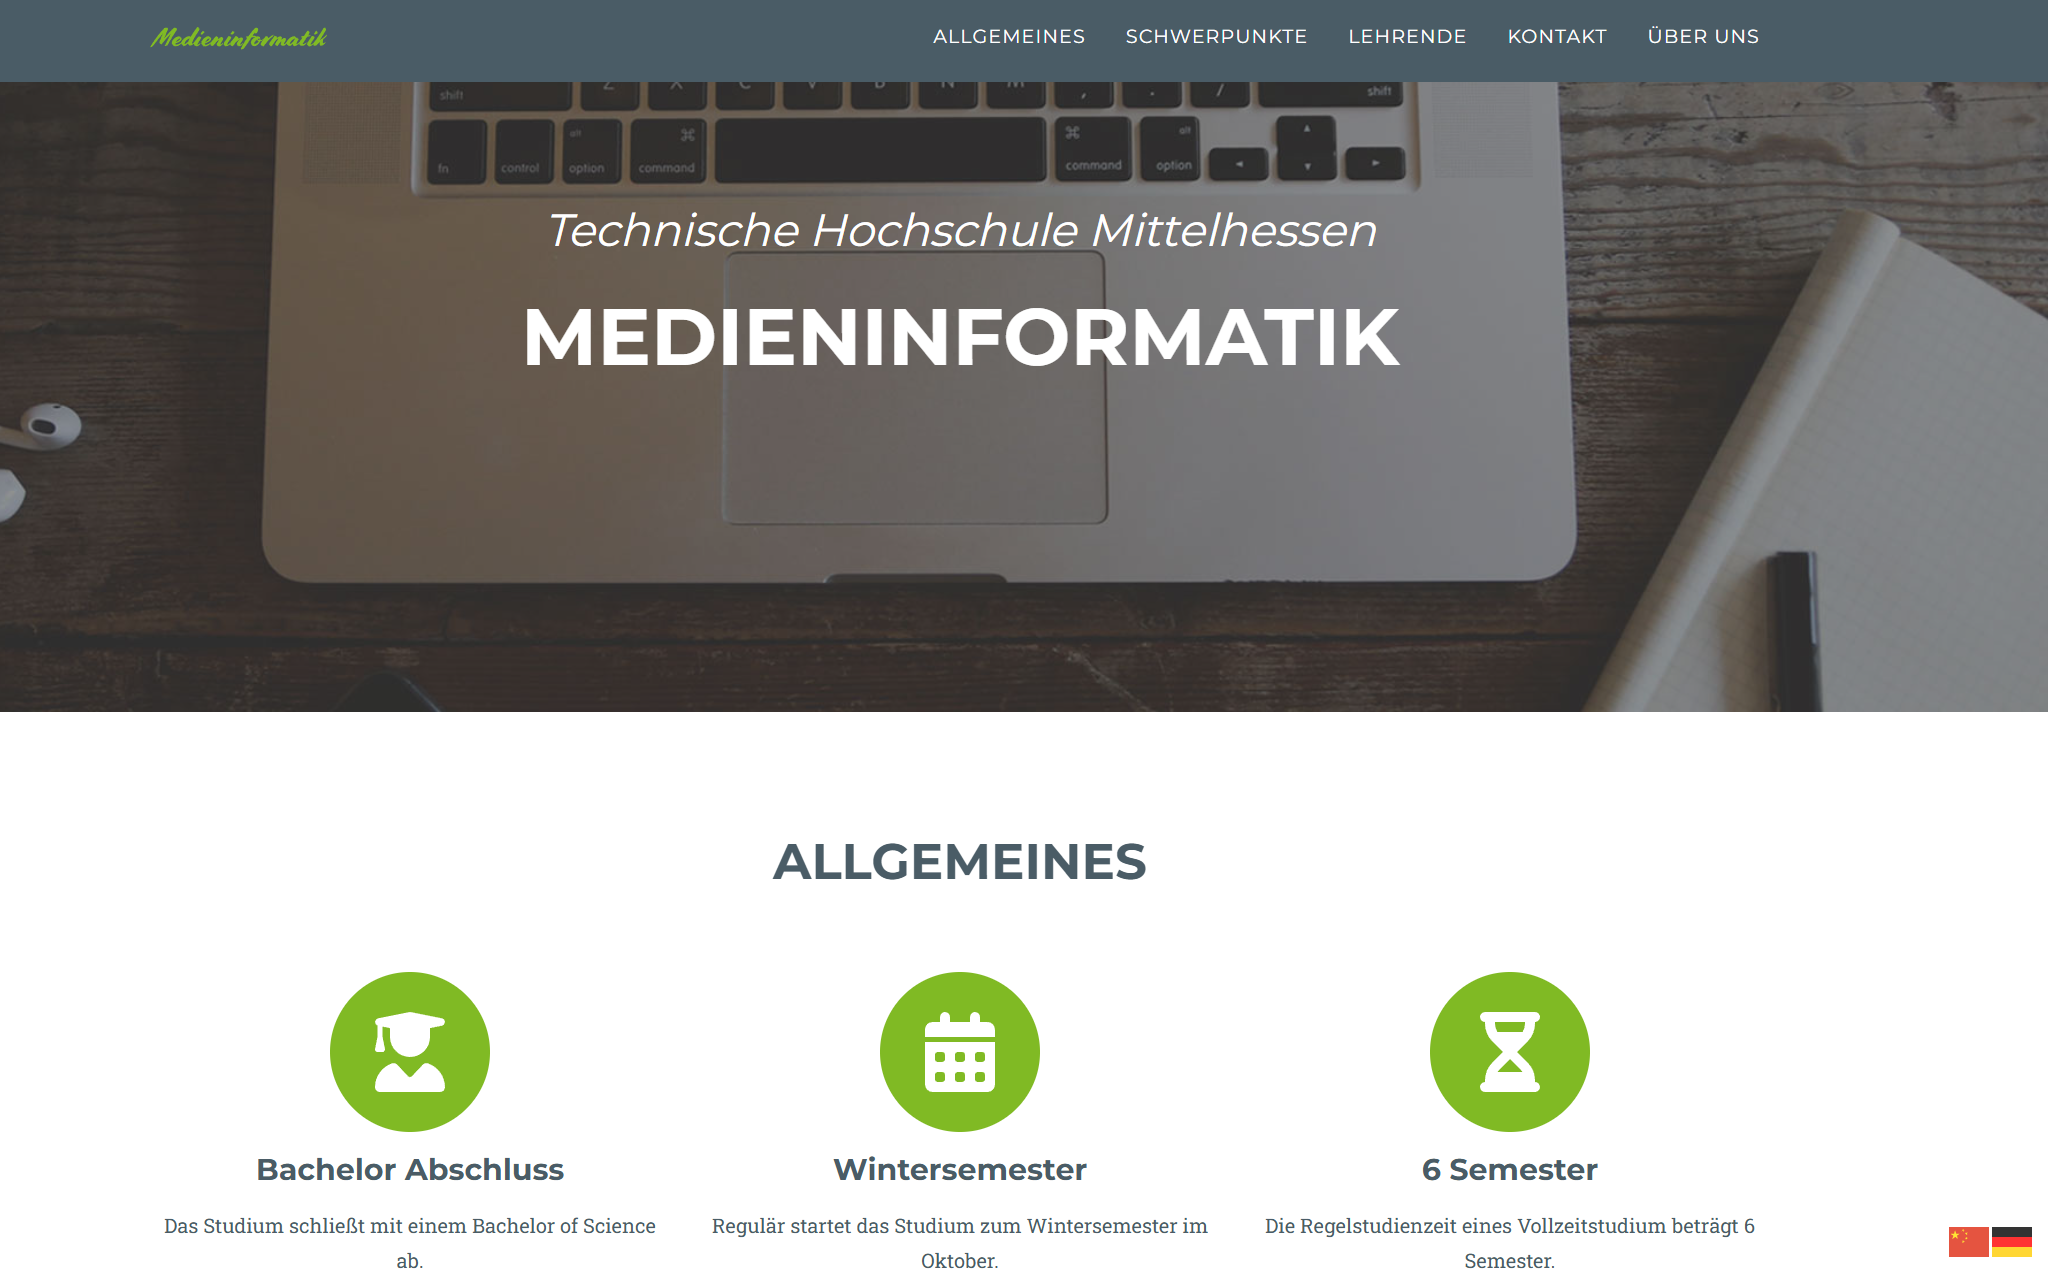 Medieninformatik
ALLGEMEINES SCHWERPUNKTE LEHRENDE KONTAKT ÜBER UNS
shift Z X C V B N M , . / shift
fn control alt option ⌘ command ⌘ command alt option
Technische Hochschule Mittelhessen
MEDIENINFORMATIK
ALLGEMEINES
Bachelor Abschluss
Das Studium schließt mit einem Bachelor of Science
ab.
Wintersemester
Regulär startet das Studium zum Wintersemester im
Oktober.
6 Semester
Die Regelstudienzeit eines Vollzeitstudium beträgt 6
Semester.